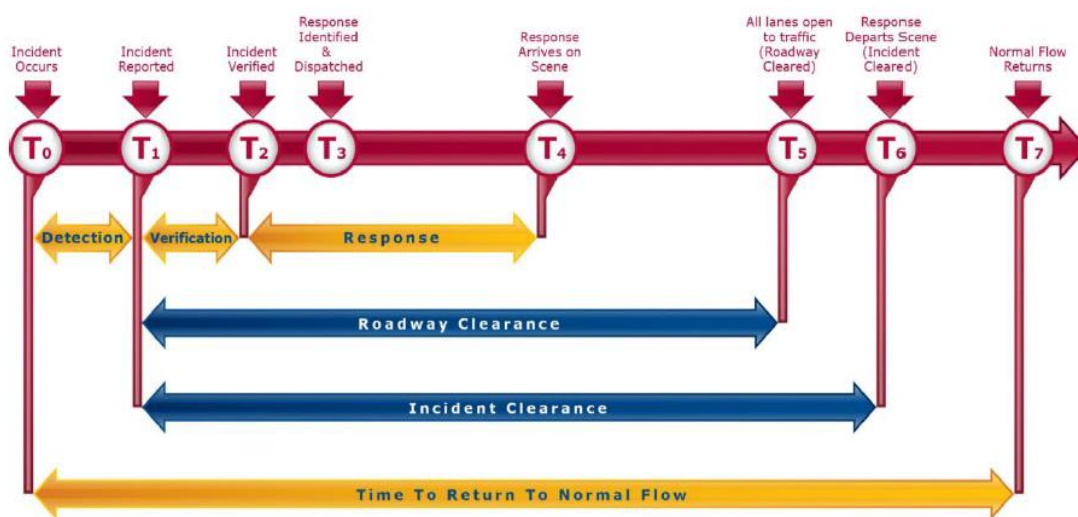 Incident
Occurs
Incident
Reported
Incident
Verified
Response
Identified
&
Dispatched
Response
Arrives on
Scene
All lanes open
to traffic
(Roadway
Cleared)
Response
Departs Scene
(Incident
Cleared)
Normal Flow
Returns
T0
T1
T2
T3
T4
T5
T6
T7
Detection
Verification
Response
Roadway Clearance
Incident Clearance
Time To Return To Normal Flow